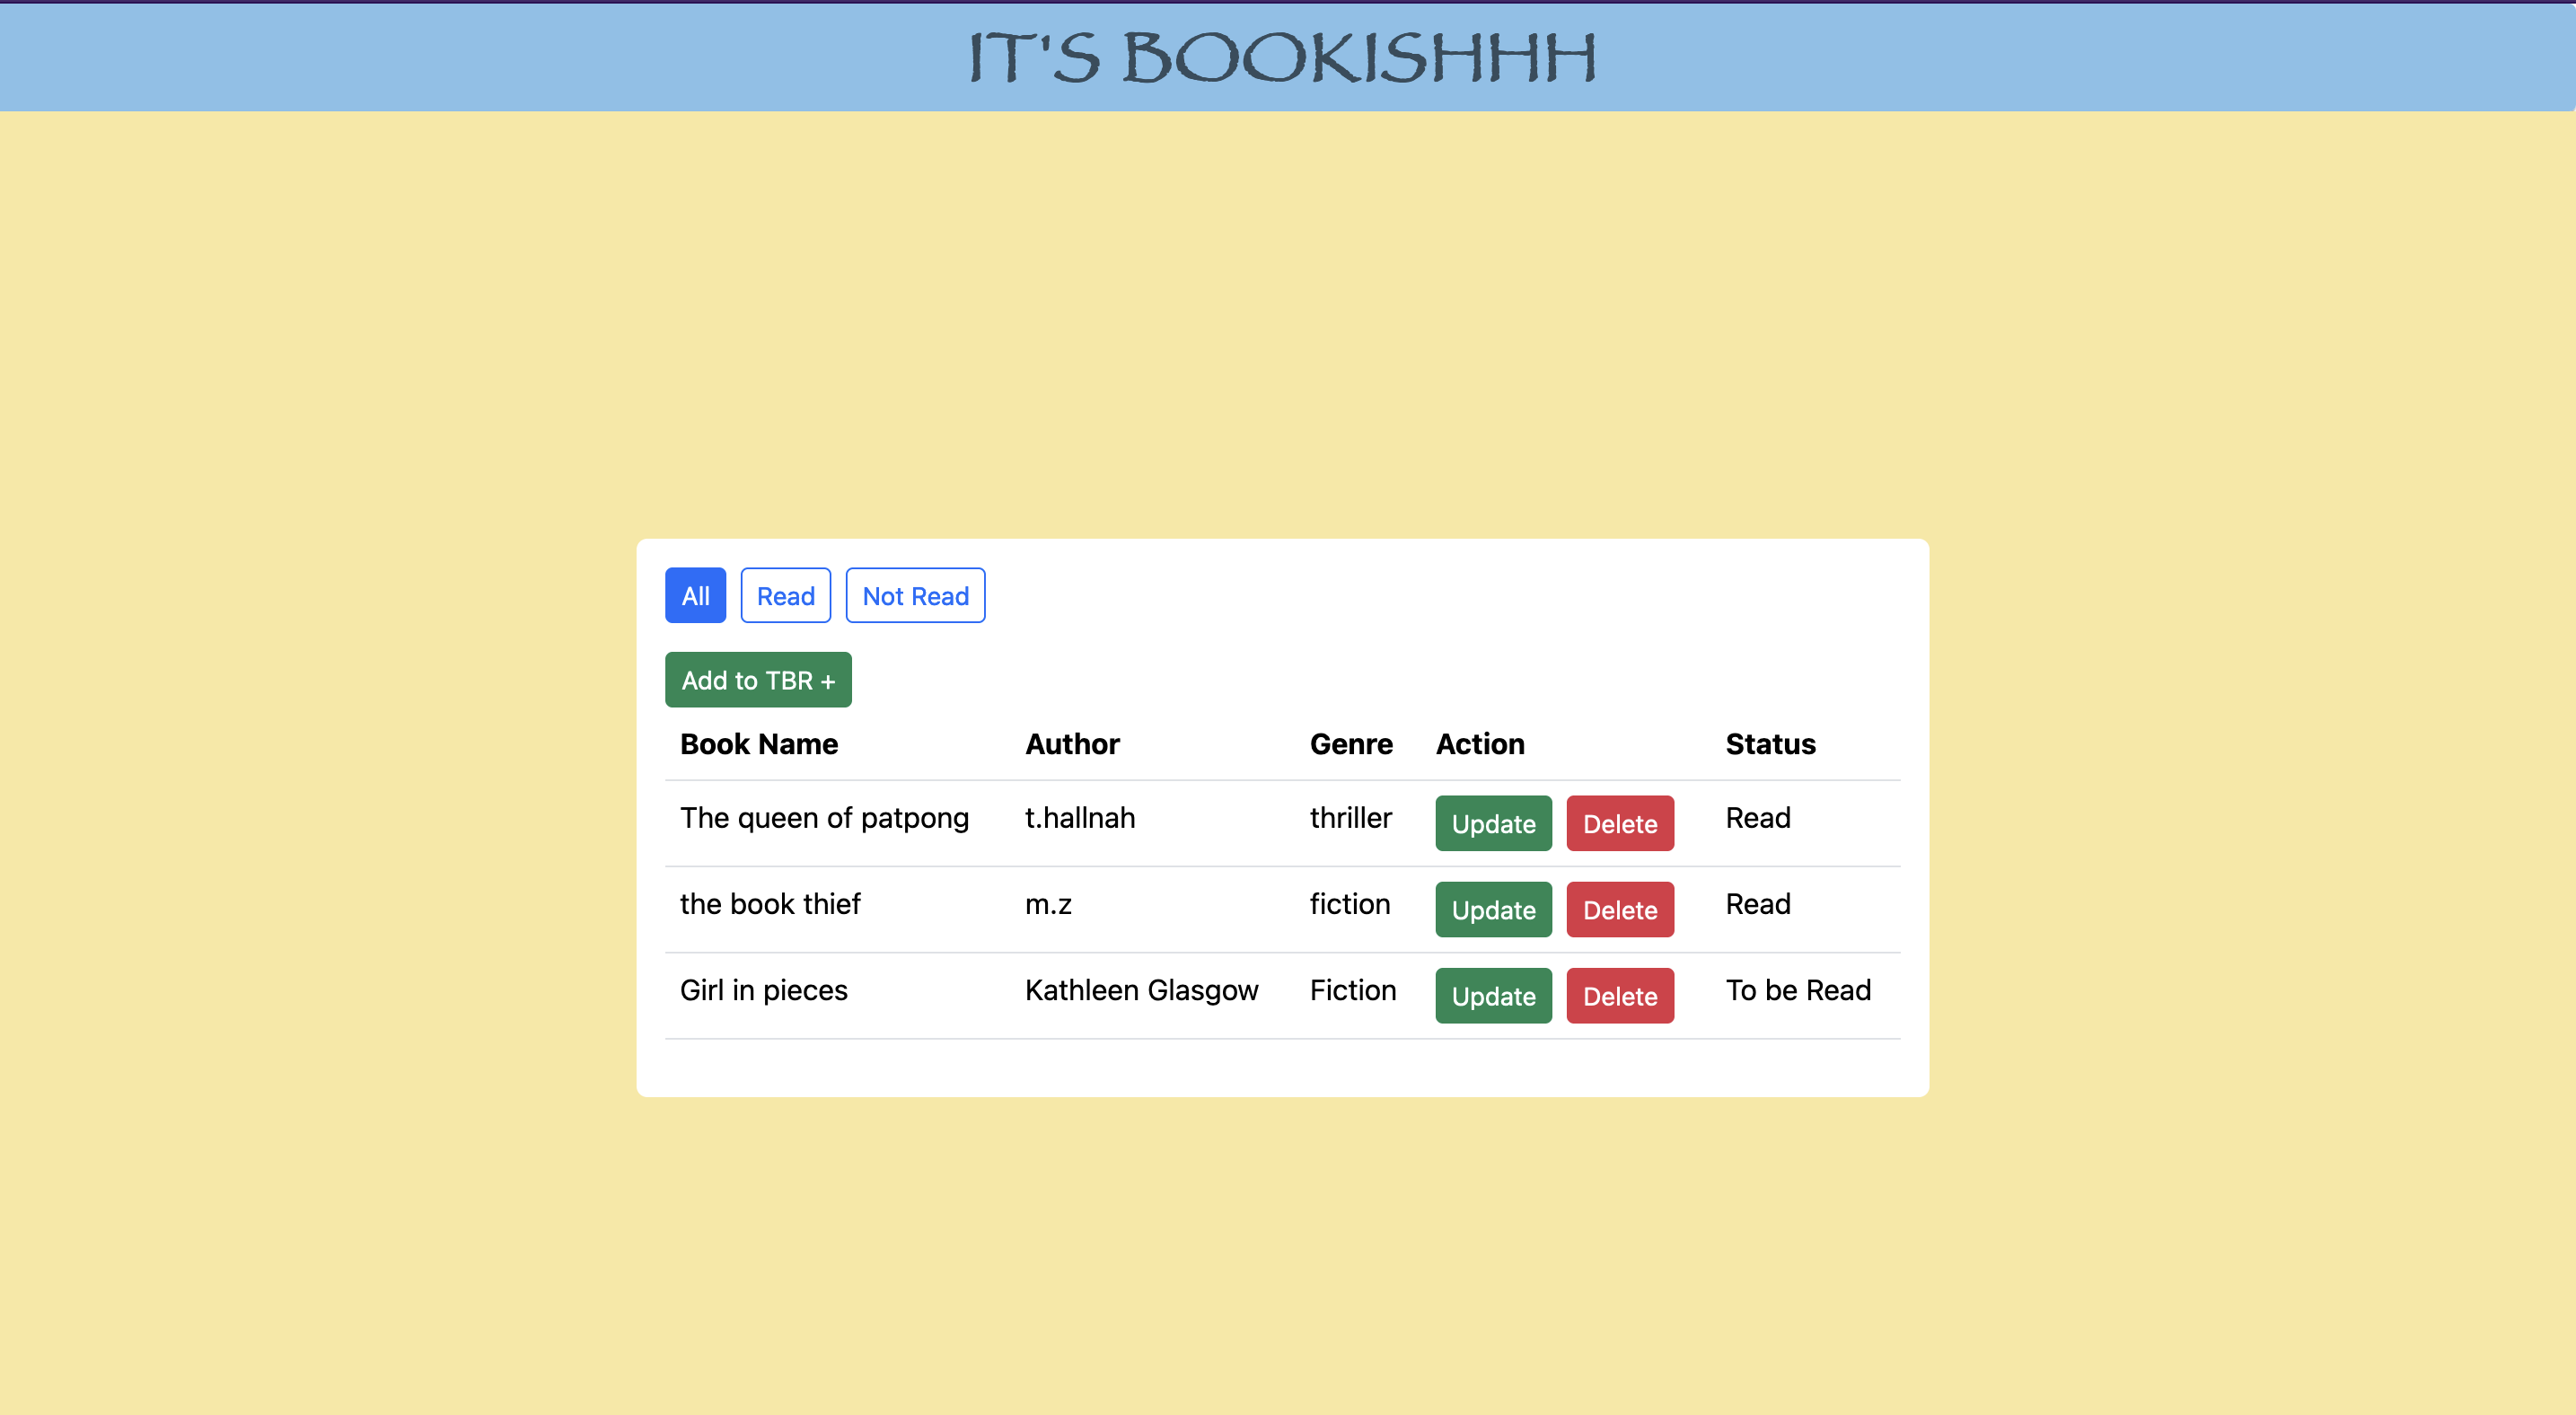 IT'S BOOKISHHH
All Read Not Read
Add to TBR +
Book Name Author Genre Action Status
The queen of patpong t.hallnah thriller Update Delete Read
the book thief m.z fiction Update Delete Read
Girl in pieces Kathleen Glasgow Fiction Update Delete To be Read